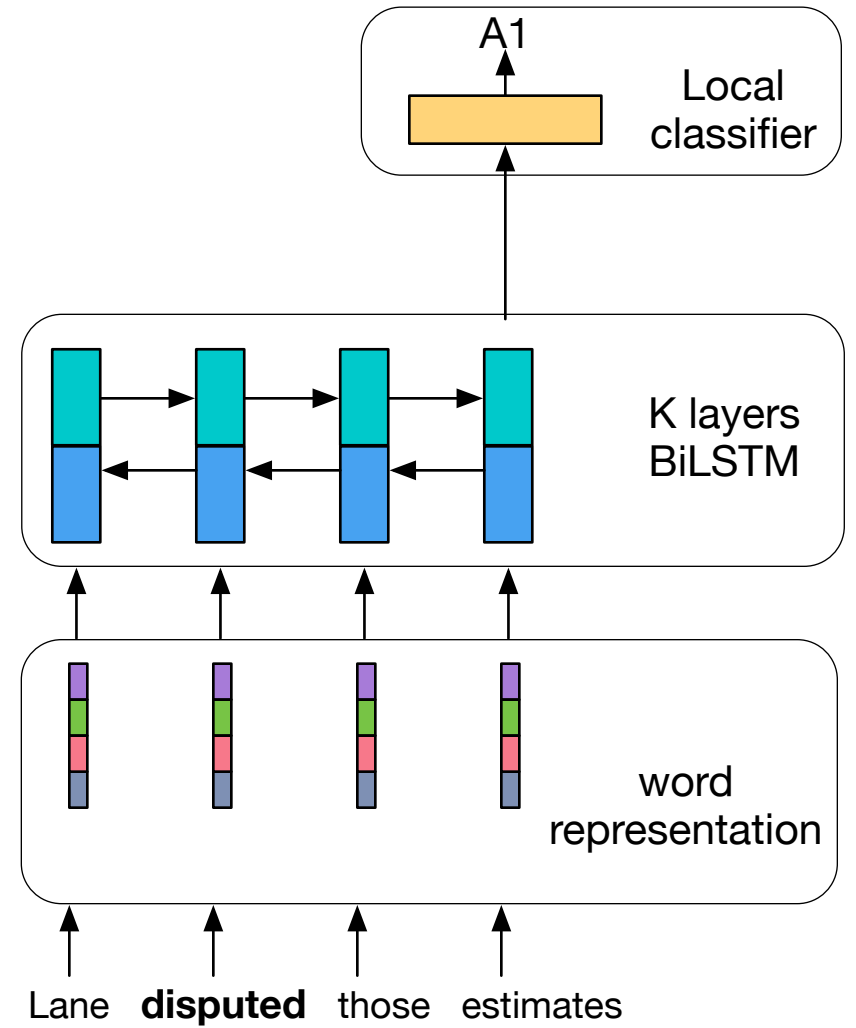 A1
Local
classifier
K layers
BiLSTM
word
representation
Lane disputed those estimates